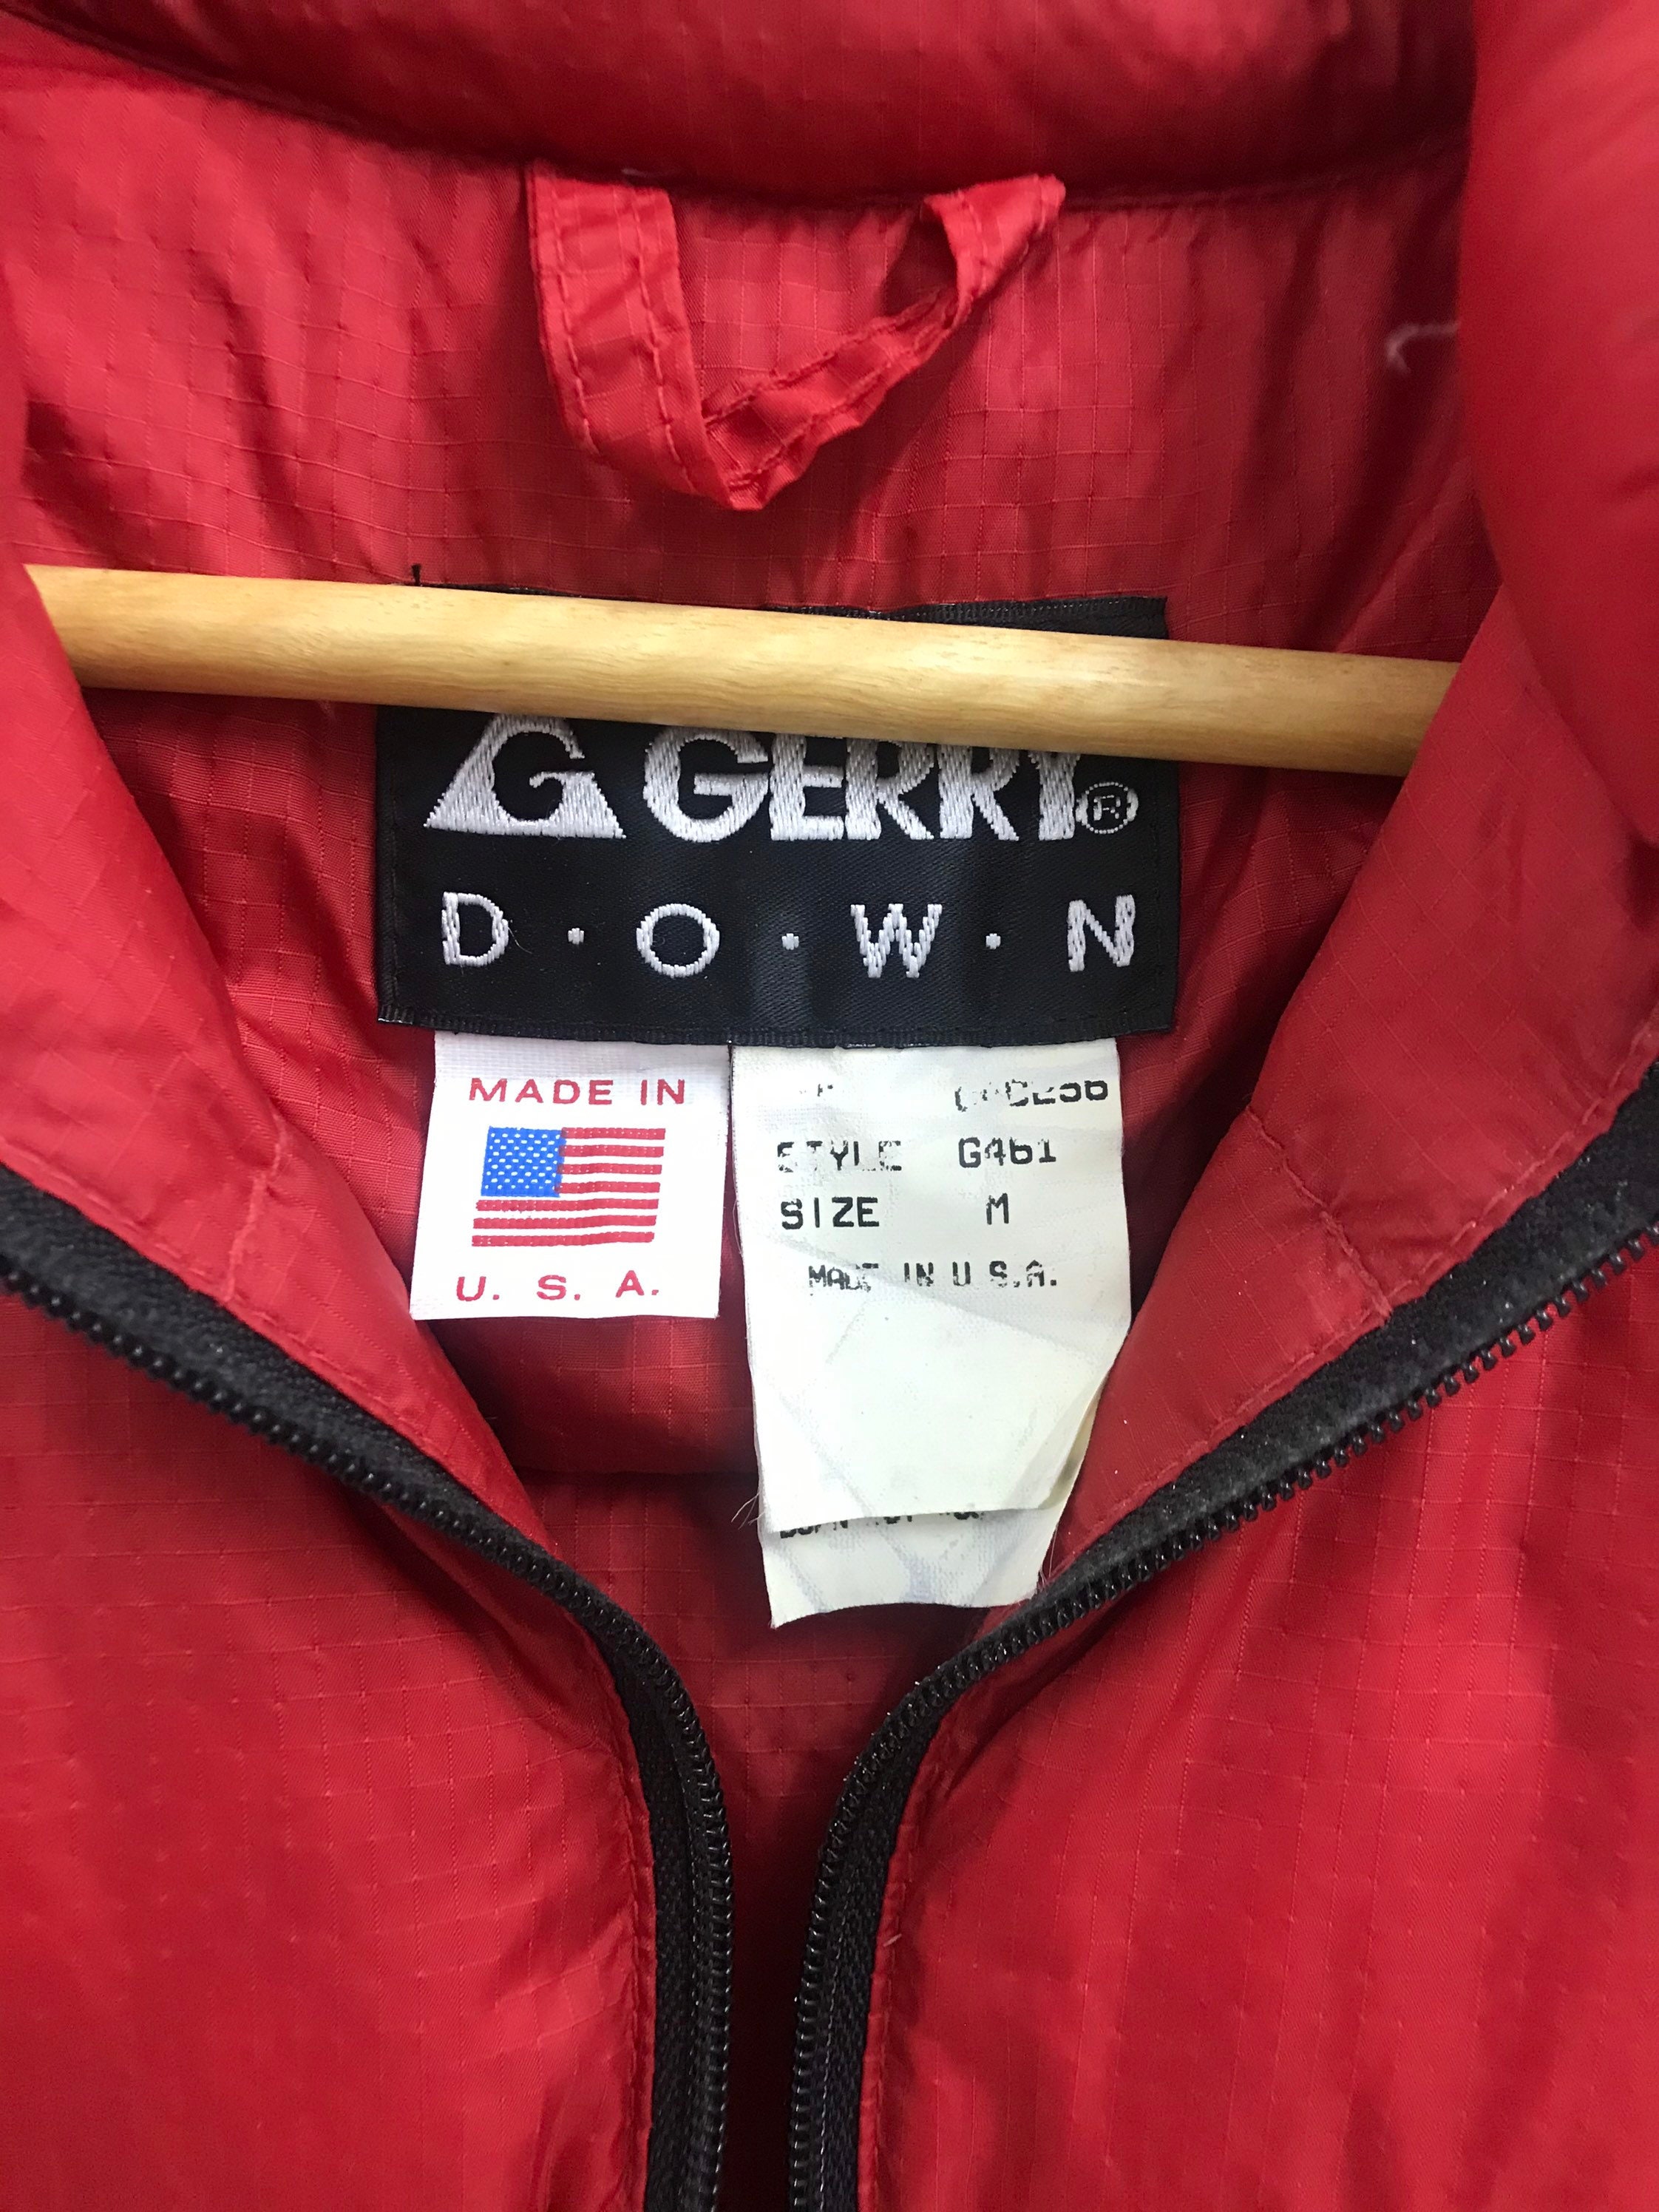 G GERRY®
D·O·W·N
MADE IN
U. S. A.
STYLE G461
SIZE M
MADE IN U.S.A.